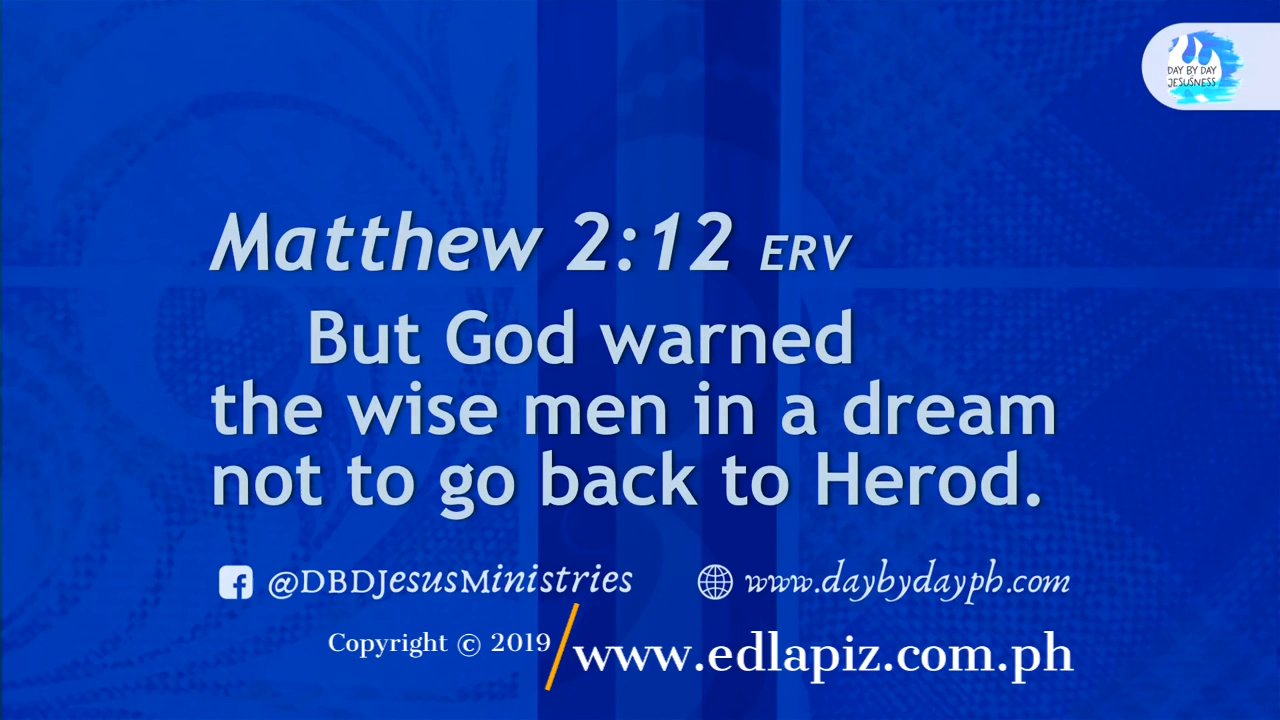 DAY BY DAY
JESUSNESS
Matthew 2:12 ERV
But God warned
the wise men in a dream
not to go back to Herod.
@DBDJesusMinistries
www.daybydayph.com
Copyright © 2019
www.edlapiz.com.ph